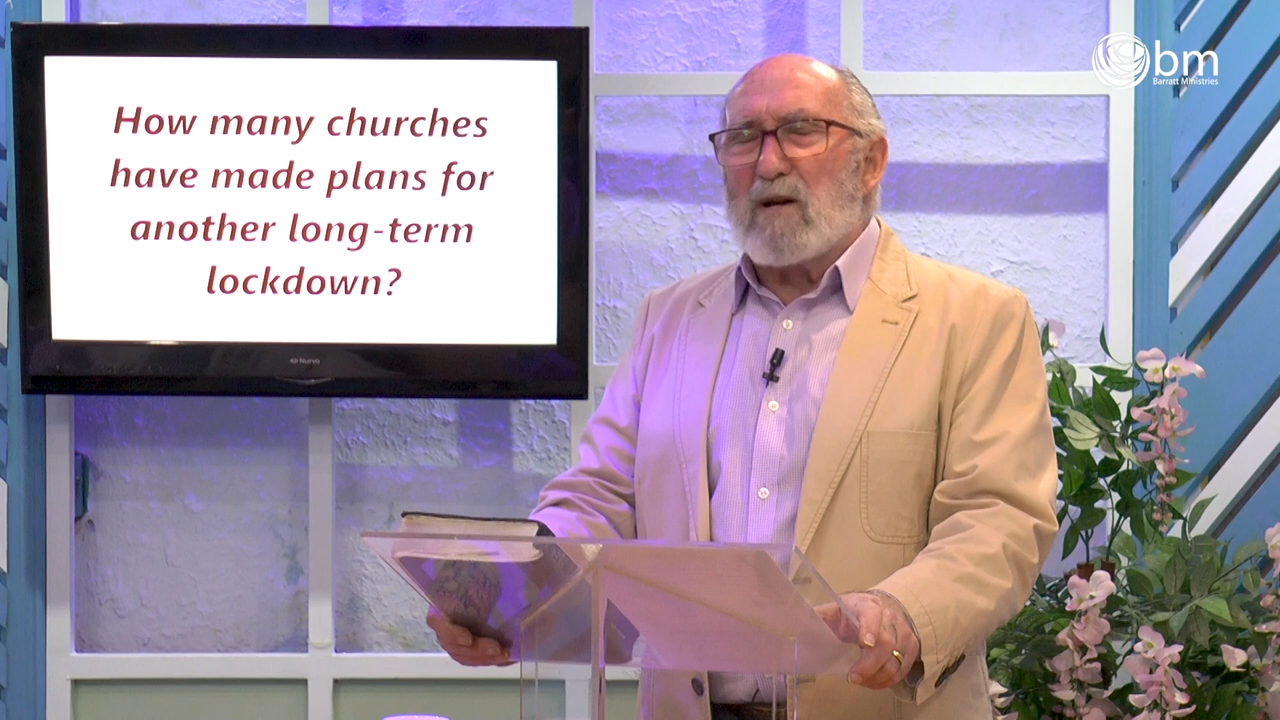 How many churches
have made plans for
another long-term
lockdown?
bm
Barratt Ministries